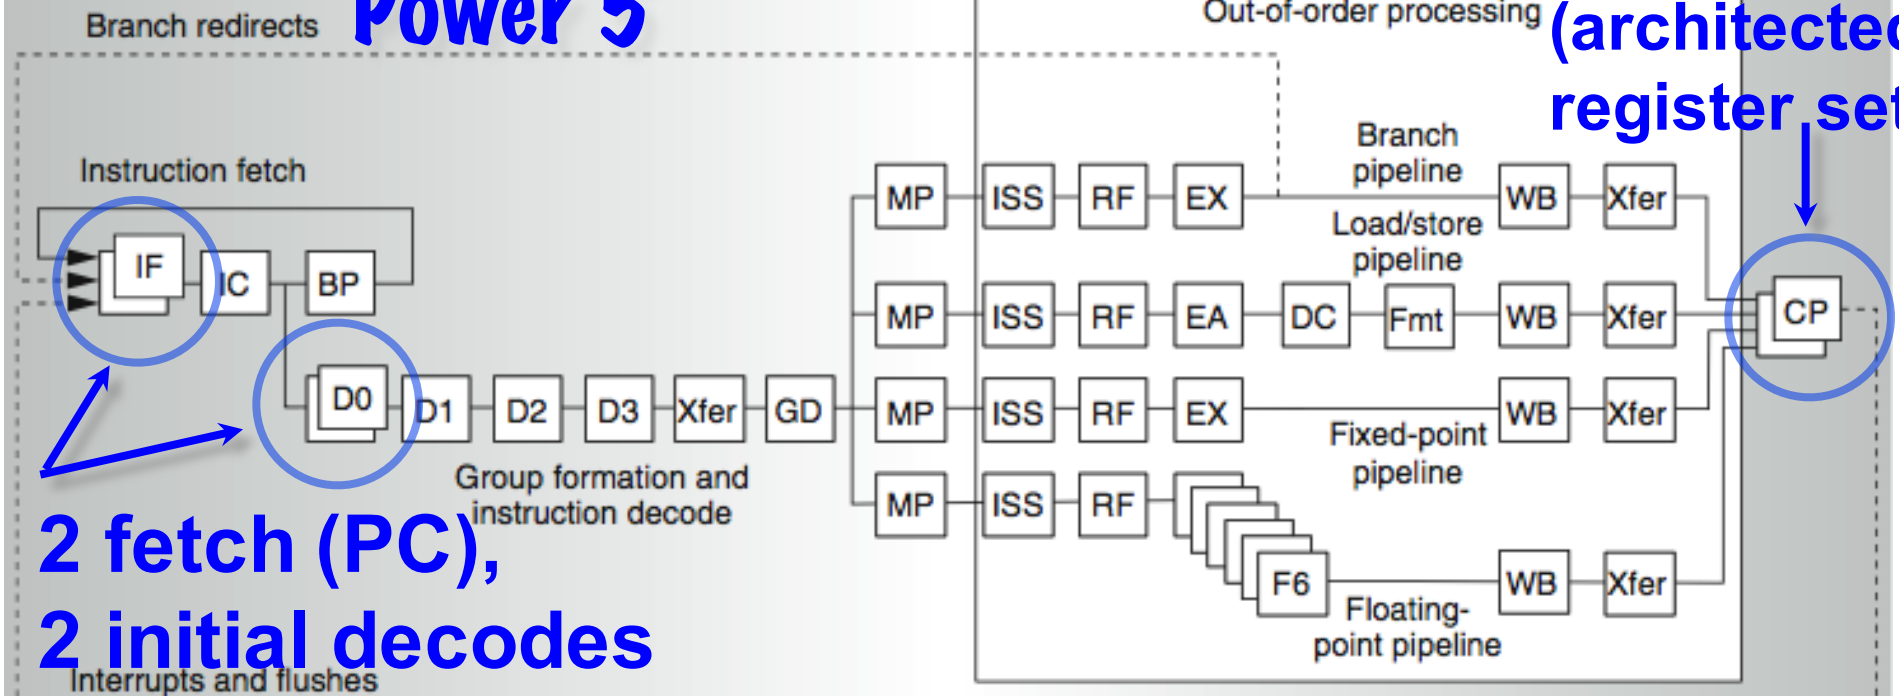 Branch redirects
Power 5
Out-of-order processing
(architected
register set
Instruction fetch
Branch
pipeline
MP ISS RF EX WB Xfer
Load/store
pipeline
IF IC BP
MP ISS RF EA DC Fmt WB Xfer
CP
D0 D1 D2 D3 Xfer GD
MP ISS RF EX WB Xfer
Fixed-point
pipeline
Group formation and
instruction decode
MP ISS RF
F6 WB Xfer
Floating-
point pipeline
2 fetch (PC),
2 initial decodes
Interrupts and flushes